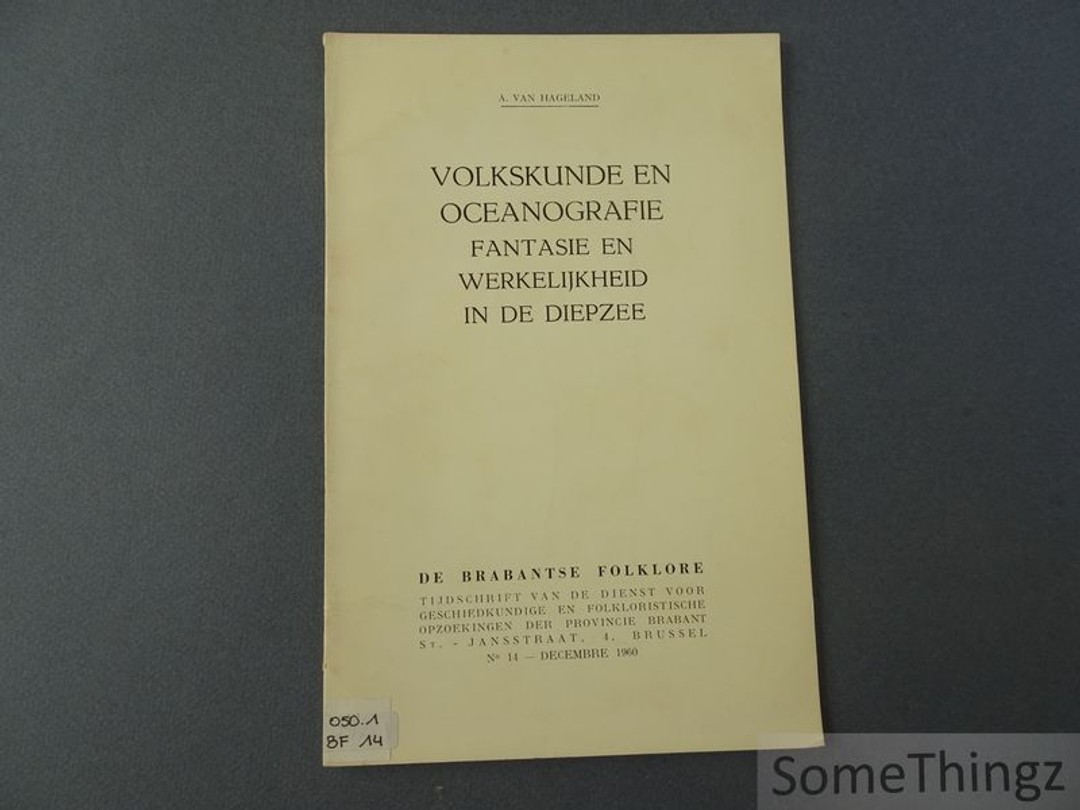 A. VAN HAGELAND
VOLKSKUNDE EN
OCEANOGRAFIE
FANTASIE EN
WERKELIJKHEID
IN DE DIEPZEE
DE BRABANTSE FOLKLORE
TIJDSCHRIFT VAN DE DIENST VOOR
GESCHIEDKUNDIGE EN FOLKLORISTISCHE
OPZOEKINGEN DER PROVINCIE BRABANT
St. - JANSSTRAAT, 4, BRUSSEL
Nº 14 — DECEMBRE 1960
050.1
BF 14
SomeThingz